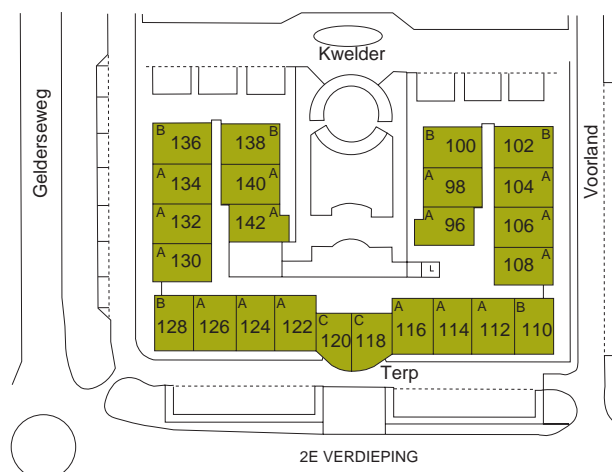 Kwelder
Gelderseweg
Voorland
B 136
138 B
B 100
102 B
A 134
140 A
A 98
104 A
A 132
142 A
A 96
106 A
A 130
108 A
L
B 128
A 126
A 124
A 122
C 120
C 118
A 116
A 114
A 112
B 110
Terp
2E VERDIEPING